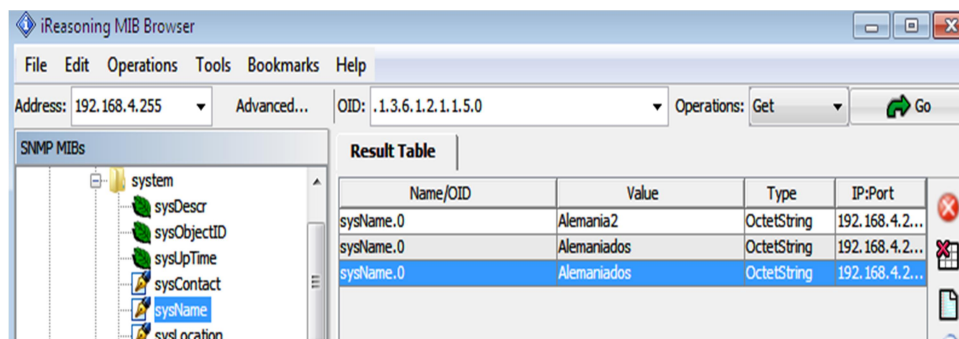 iReasoning MIB Browser
File Edit Operations Tools Bookmarks Help
Address: 192.168.4.255 Advanced... OID: .1.3.6.1.2.1.1.5.0 Operations: Get Go
SNMP MIBs
system
sysDescr
sysObjectID
sysUpTime
sysContact
sysName
sysLocation
Result Table
Name/OID Value Type IP:Port
sysName.0 Alemania2 OctetString 192.168.4.2...
sysName.0 Alemaniados OctetString 192.168.4.2...
sysName.0 Alemaniados OctetString 192.168.4.2...